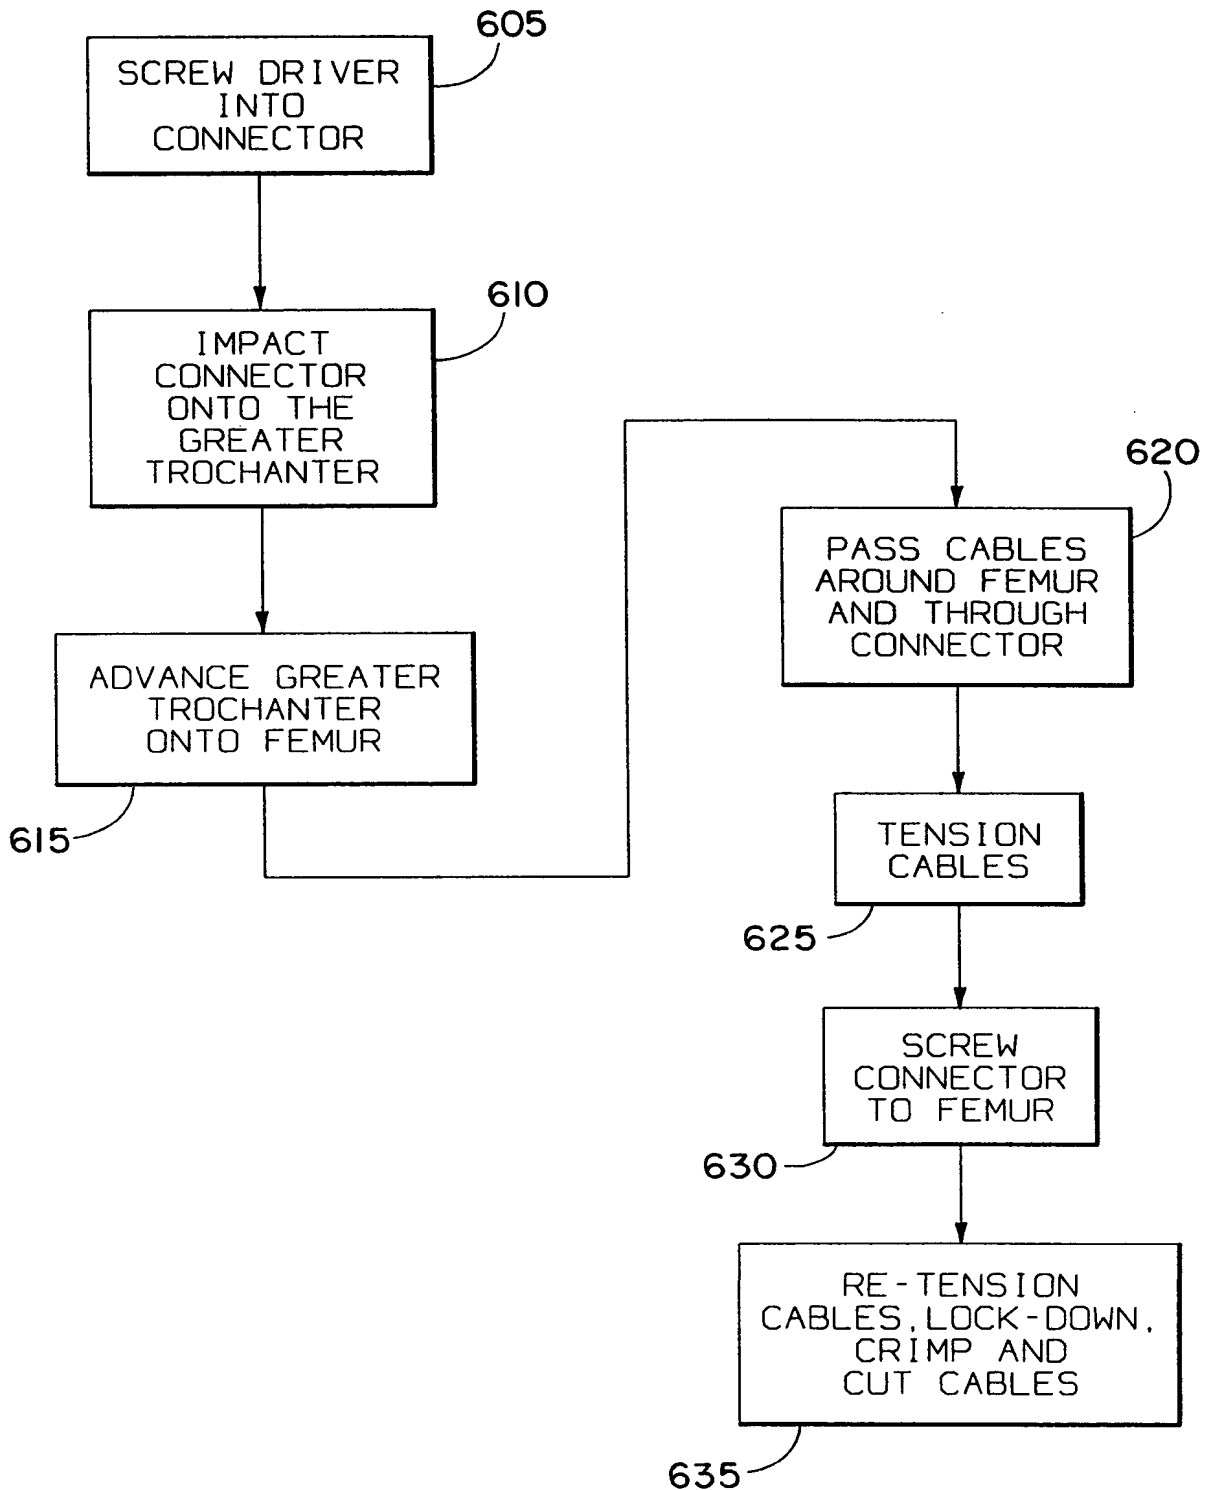 605
SCREW DRIVER
INTO
CONNECTOR
610
IMPACT
CONNECTOR
ONTO THE
GREATER
TROCHANTER
ADVANCE GREATER
TROCHANTER
ONTO FEMUR
615
620
PASS CABLES
AROUND FEMUR
AND THROUGH
CONNECTOR
TENSION
CABLES
625
SCREW
CONNECTOR
TO FEMUR
630
RE-TENSION
CABLES, LOCK-DOWN,
CRIMP AND
CUT CABLES
635